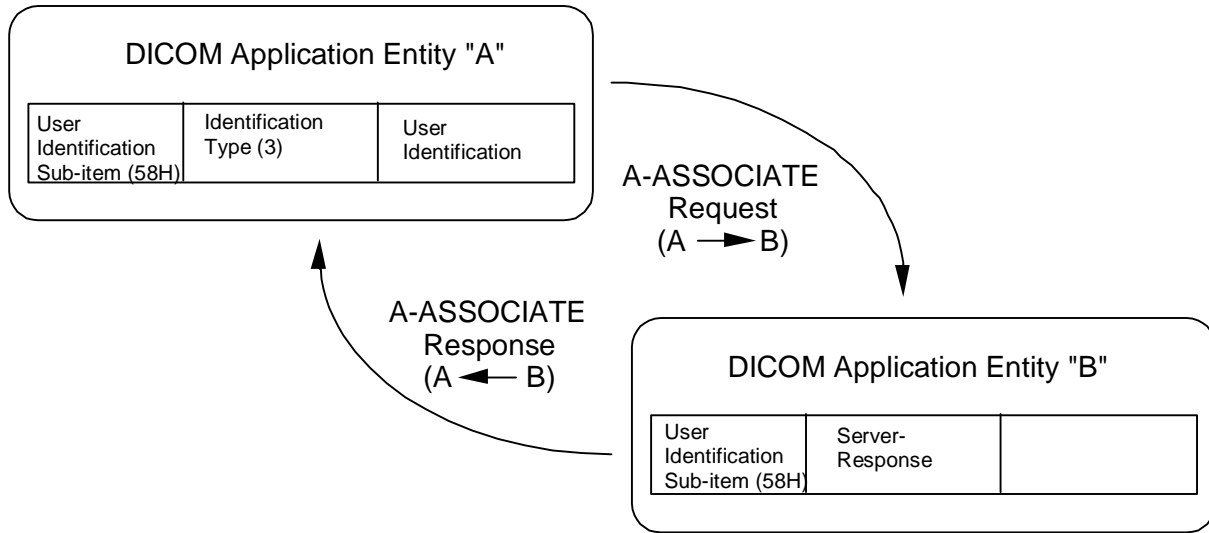 DICOM Application Entity "A"
User
Identification
Sub-item (58H)
Identification
Type (3)
User
Identification
A-ASSOCIATE
Request
(A → B)
A-ASSOCIATE
Response
(A ← B)
DICOM Application Entity "B"
User
Identification
Sub-item (58H)
Server-
Response